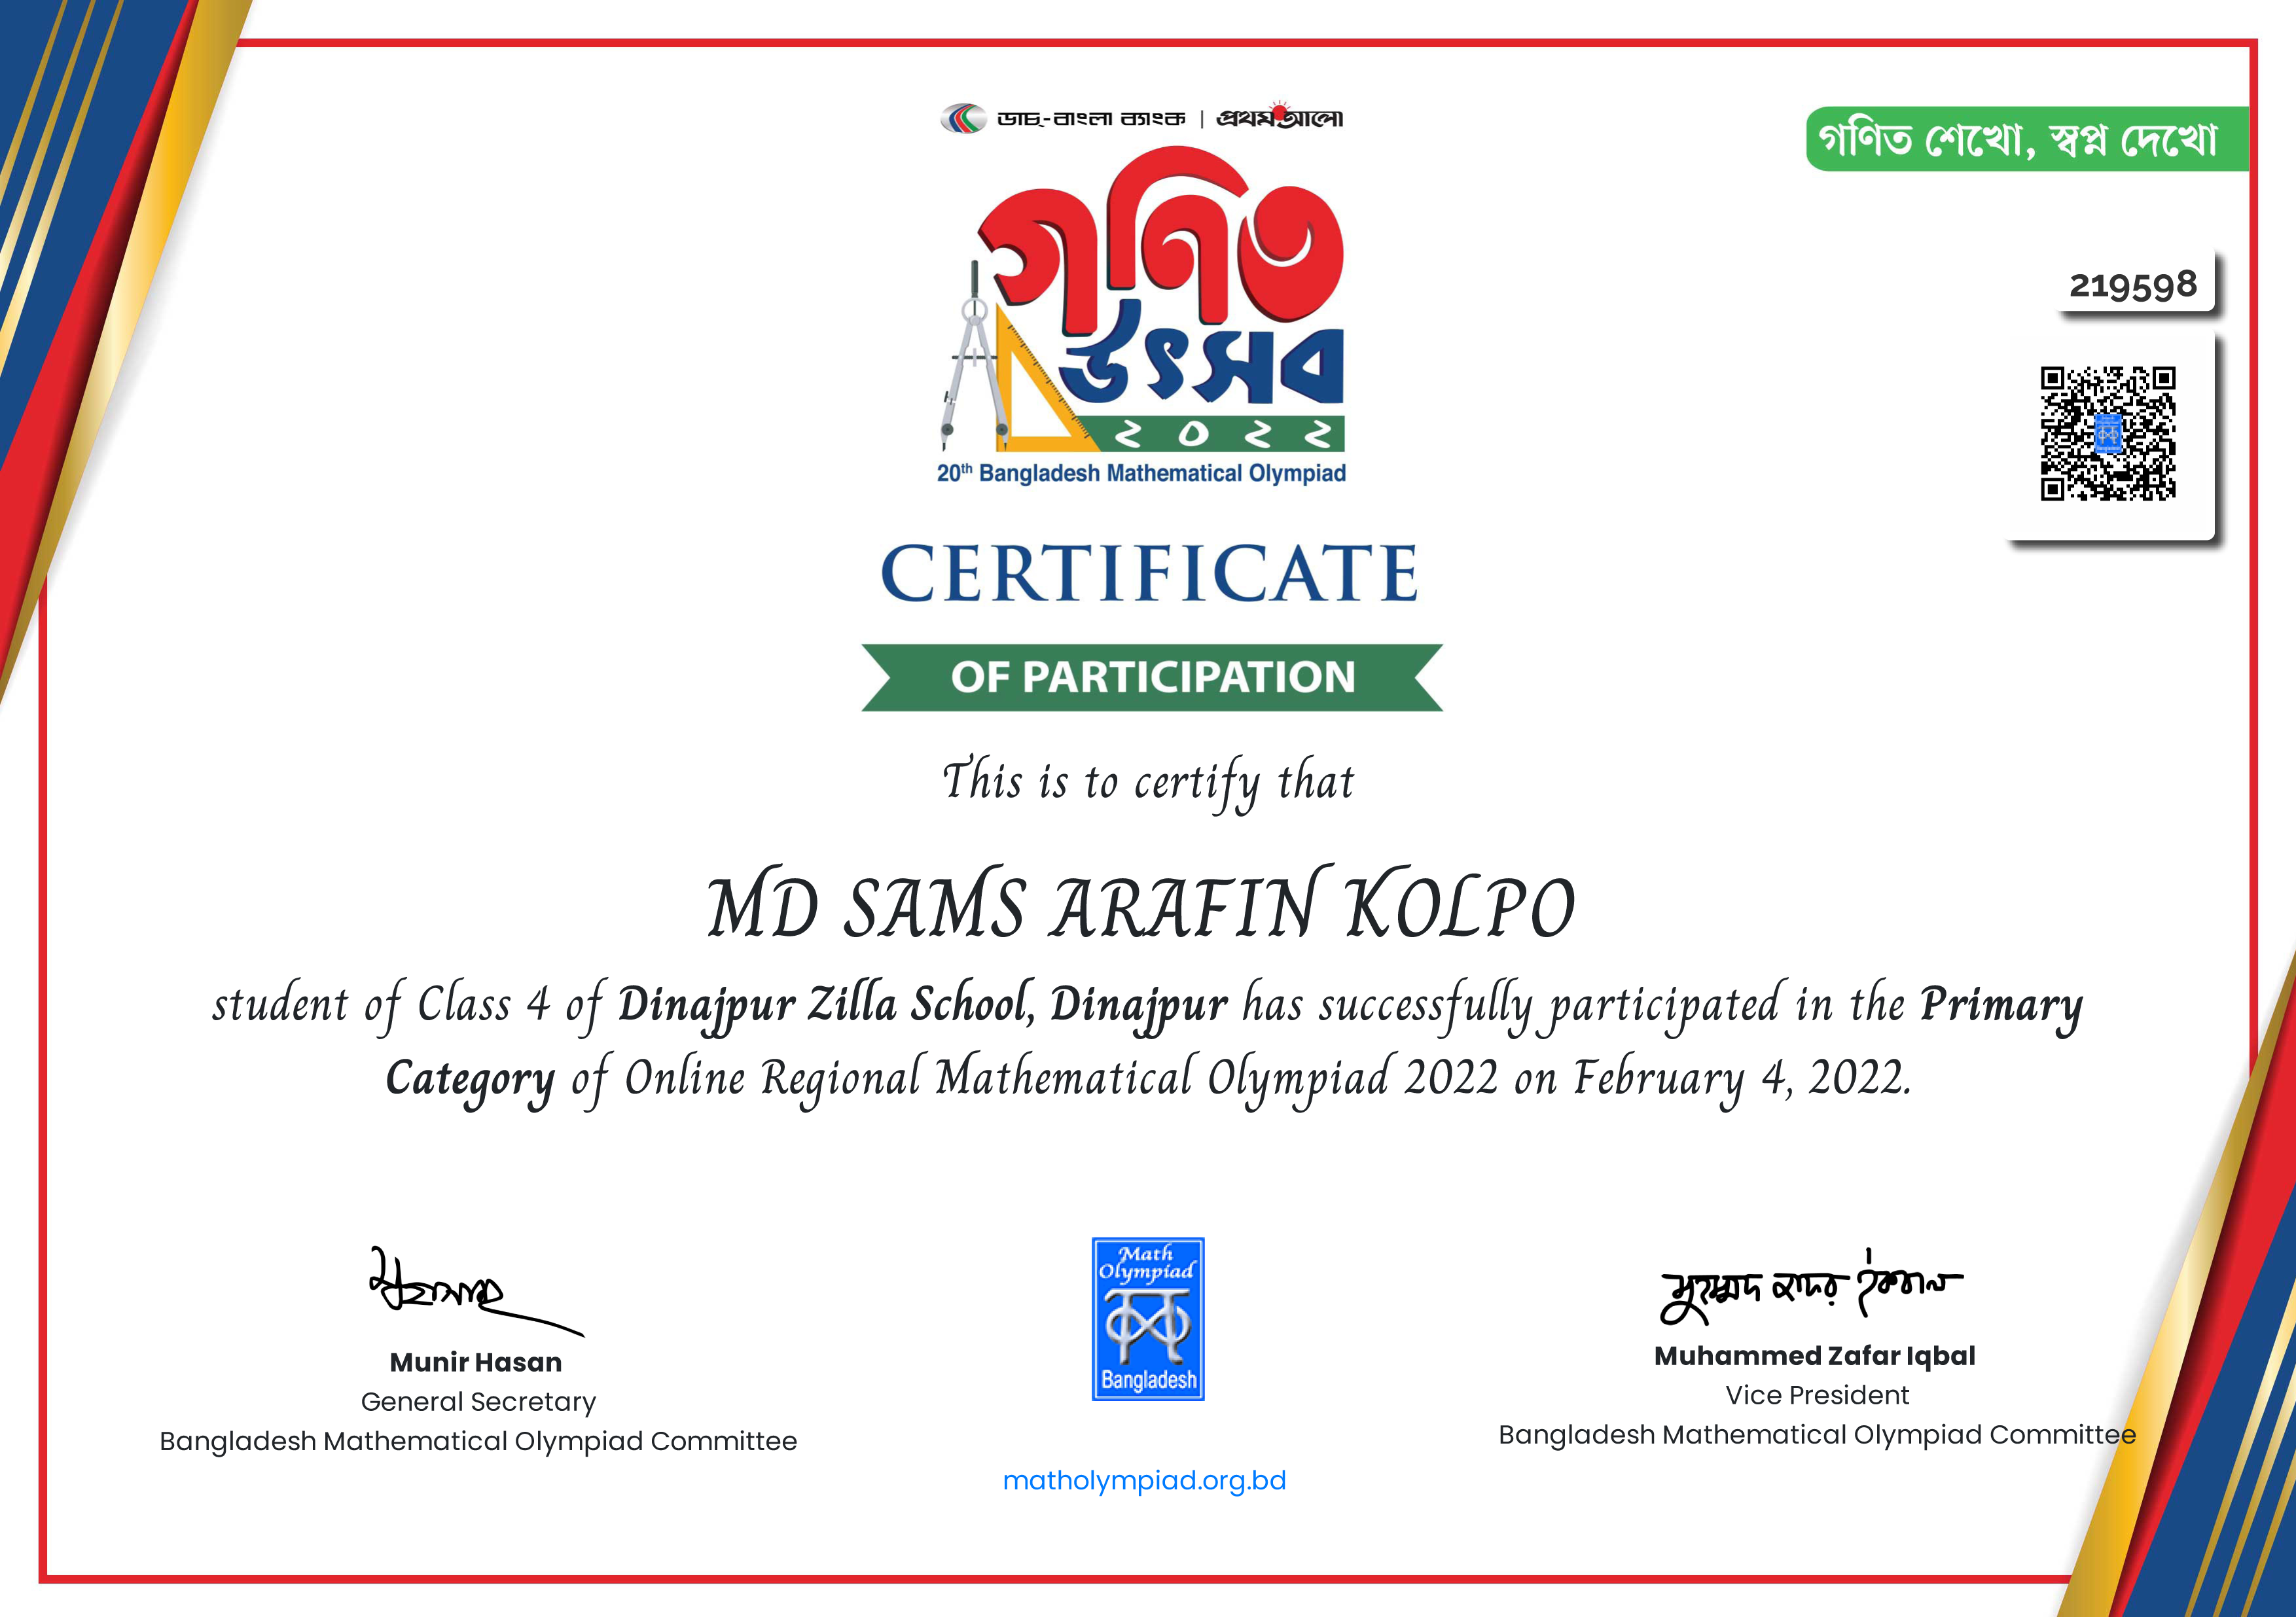 ডাচ্-বাংলা ব্যাংক | প্রথম আলো
গণিত শেখো, স্বপ্ন দেখো
গণিত
উৎসব
২০২২
20th Bangladesh Mathematical Olympiad
219598
CERTIFICATE
OF PARTICIPATION
This is to certify that
MD SAMS ARAFIN KOLPO
student of Class 4 of Dinajpur Zilla School, Dinajpur has successfully participated in the Primary
Category of Online Regional Mathematical Olympiad 2022 on February 4, 2022.
মুহম্মদ জাফর ইকবাল
Munir Hasan
General Secretary
Bangladesh Mathematical Olympiad Committee
Math
Olympiad
Bangladesh
Muhammed Zafar Iqbal
Vice President
Bangladesh Mathematical Olympiad Committee
matholympiad.org.bd